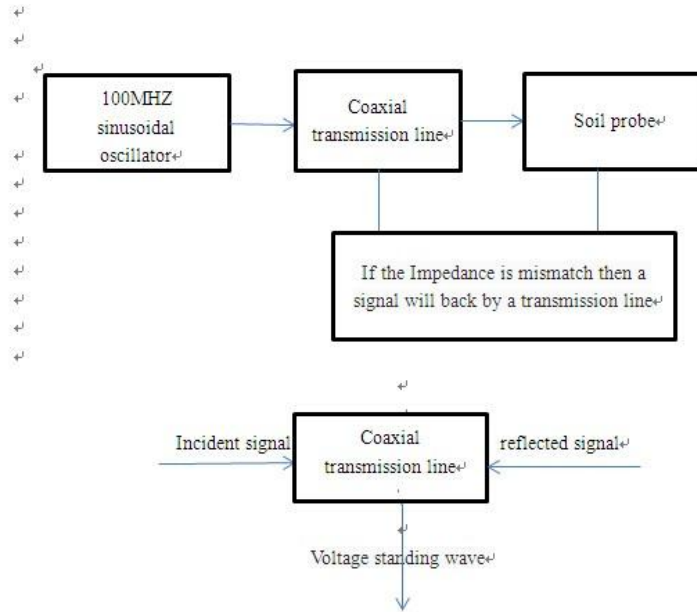 100MHZ
sinusoidal
oscillator↵
Coaxial
transmission line↵
Soil probe↵
If the Impedance is mismatch then a
signal will back by a transmission line↵
Incident signal
Coaxial
transmission line↵
reflected signal↵
Voltage standing wave↵